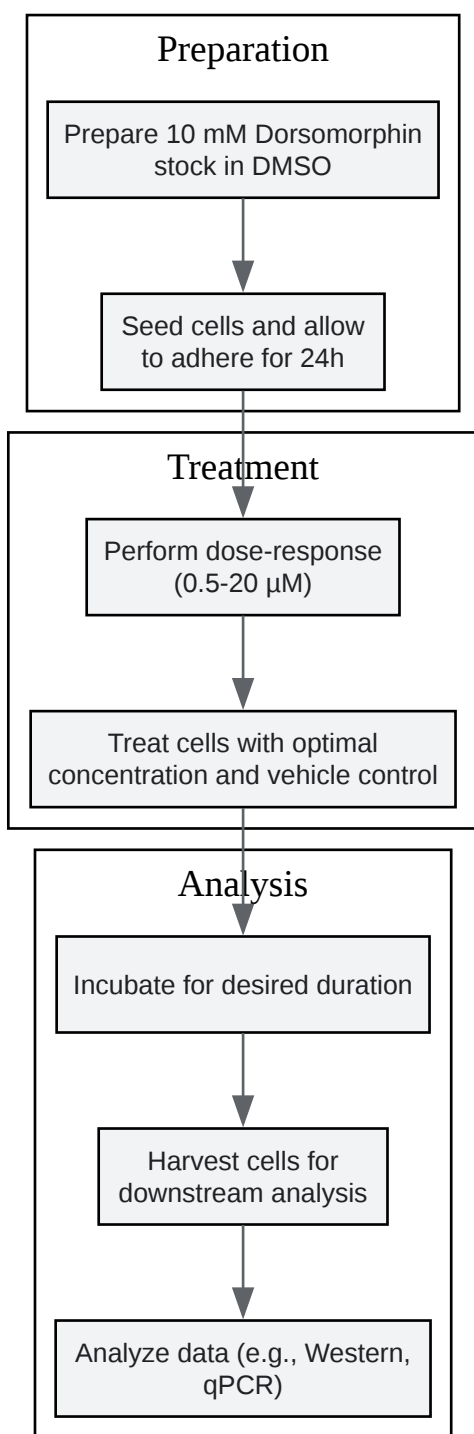 Preparation
Prepare 10 mM Dorsomorphin
stock in DMSO
Seed cells and allow
to adhere for 24h
Treatment
Perform dose-response
(0.5-20 µM)
Treat cells with optimal
concentration and vehicle control
Analysis
Incubate for desired duration
Harvest cells for
downstream analysis
Analyze data (e.g., Western,
qPCR)